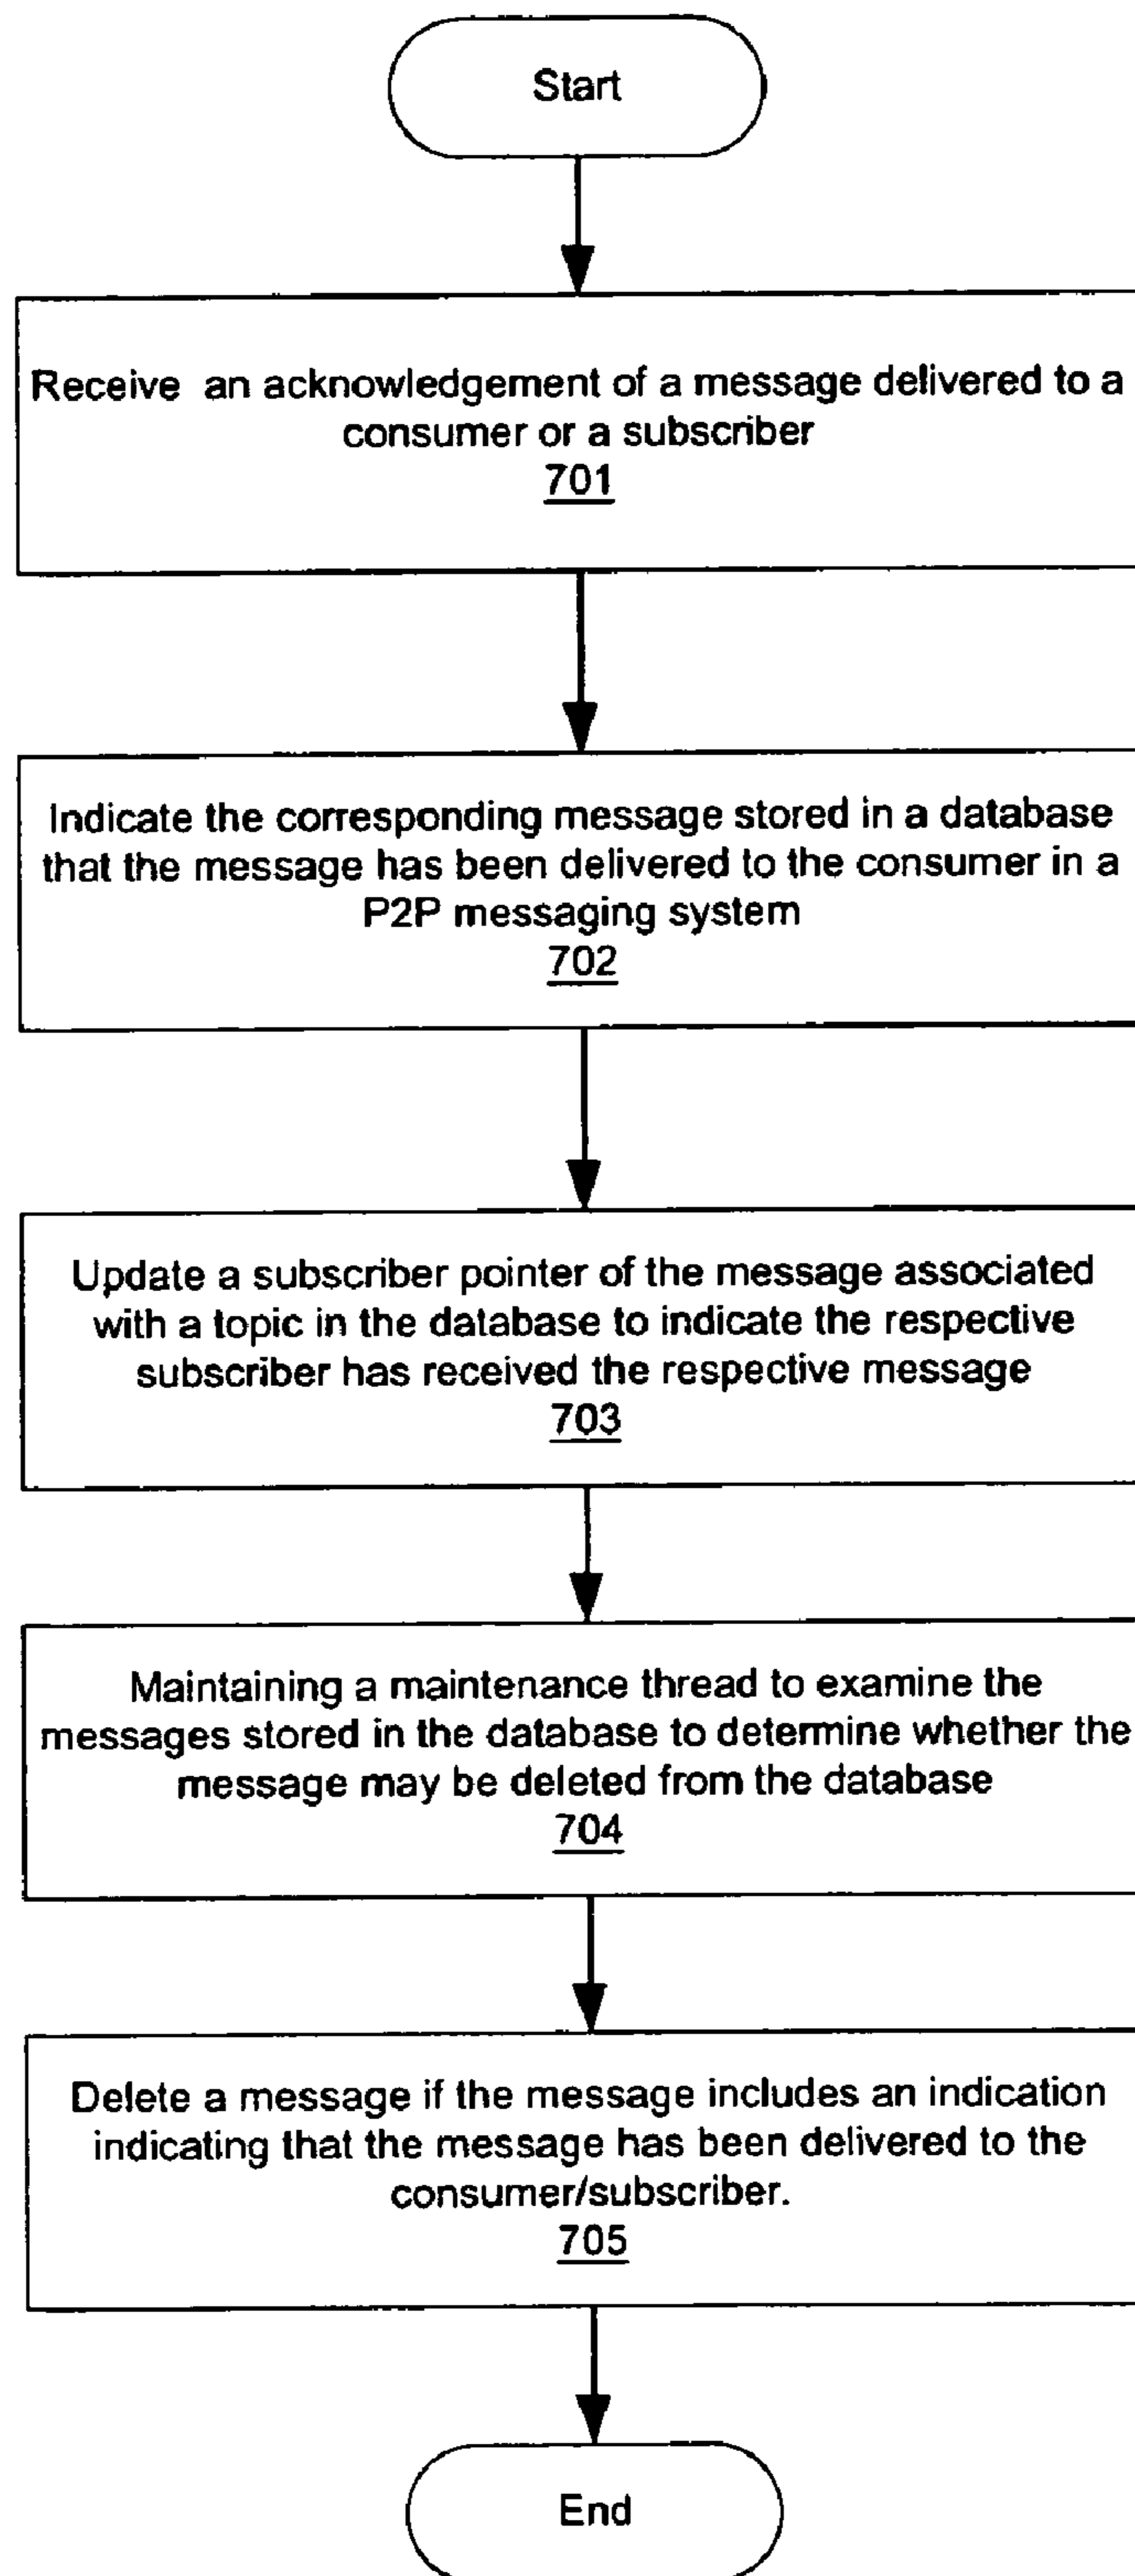 Start
Receive an acknowledgement of a message delivered to a
consumer or a subscriber
701
Indicate the corresponding message stored in a database
that the message has been delivered to the consumer in a
P2P messaging system
702
Update a subscriber pointer of the message associated
with a topic in the database to indicate the respective
subscriber has received the respective message
703
Maintaining a maintenance thread to examine the
messages stored in the database to determine whether the
message may be deleted from the database
704
Delete a message if the message includes an indication
indicating that the message has been delivered to the
consumer/subscriber.
705
End